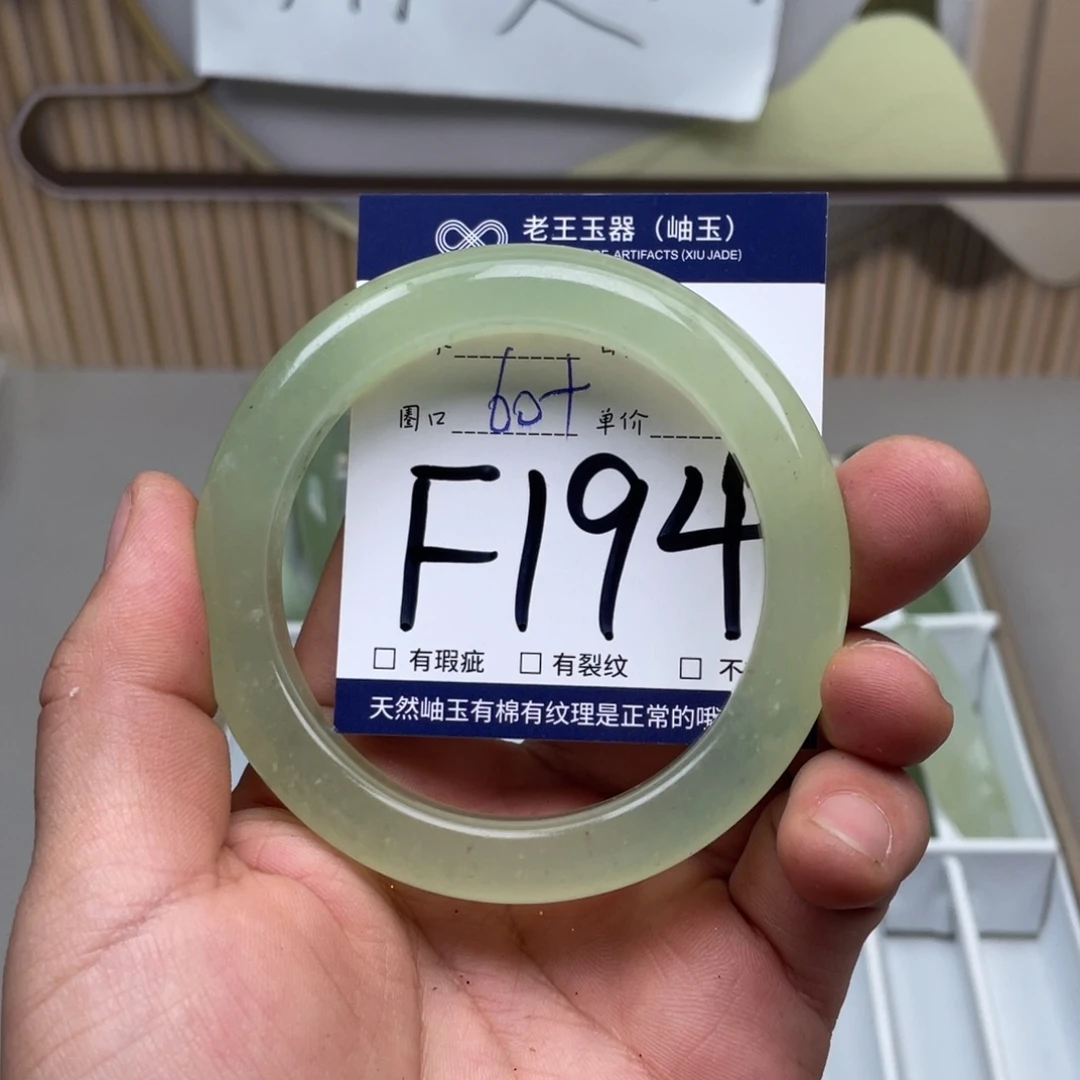 老王玉器（岫玉）
ARTIFACTS (XIU JADE)
圈口 60+ 单价
F194
□ 有瑕疵 □ 有裂纹 □ 不
天然岫玉有棉有纹理是正常的哦